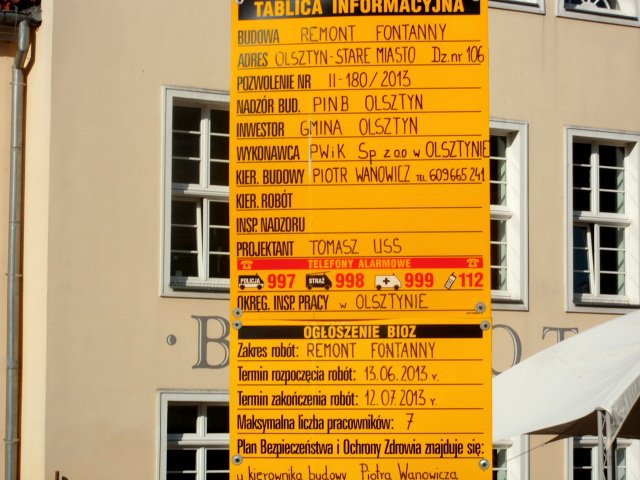 TABLICA INFORMACYJNA
BUDOWA REMONT FONTANNY
ADRES OLSZTYN - STARE MIASTO Dz. nr 106
POZWOLENIE NR II - 180 / 2013
NADZÓR BUD. PINB OLSZTYN
INWESTOR GMINA OLSZTYN
WYKONAWCA PWiK Sp z o.o w OLSZTYNIE
KIER. BUDOWY PIOTR WANOWICZ TEL. 609 665 241
KIER. ROBÓT
INSP. NADZORU
PROJEKTANT TOMASZ USS
TELEFONY ALARMOWE
POLICJA 997 STRAŻ 998 999 112
OKRĘG. INSP. PRACY w OLSZTYNIE
OGŁOSZENIE BIOZ
Zakres robót: REMONT FONTANNY
Termin rozpoczęcia robót: 13.06.2013 r.
Termin zakończenia robót: 12.07.2013 r.
Maksymalna liczba pracowników: 7
Plan Bezpieczeństwa i Ochrony Zdrowia znajduje się:
u kierownika budowy Piotra Wanowicza